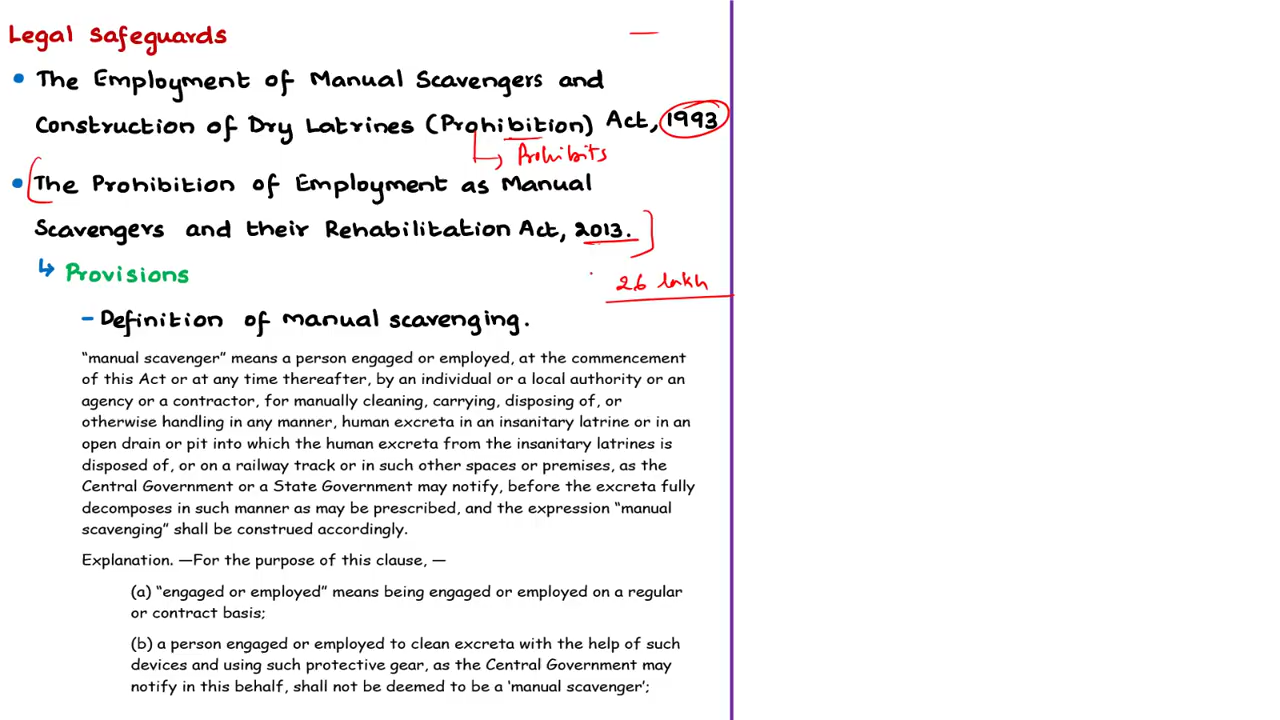 Legal Safeguards
• The Employment of Manual Scavengers and
Construction of Dry Latrines (Prohibition) Act, 1993
Prohibits
• The Prohibition of Employment as Manual
Scavengers and their Rehabilitation Act, 2013.
↳ Provisions
26 lakh
- Definition of manual scavenging.
“manual scavenger” means a person engaged or employed, at the commencement
of this Act or at any time thereafter, by an individual or a local authority or an
agency or a contractor, for manually cleaning, carrying, disposing of, or
otherwise handling in any manner, human excreta in an insanitary latrine or in an
open drain or pit into which the human excreta from the insanitary latrines is
disposed of, or on a railway track or in such other spaces or premises, as the
Central Government or a State Government may notify, before the excreta fully
decomposes in such manner as may be prescribed, and the expression “manual
scavenging” shall be construed accordingly.
Explanation. —For the purpose of this clause, —
(a) “engaged or employed” means being engaged or employed on a regular
or contract basis;
(b) a person engaged or employed to clean excreta with the help of such
devices and using such protective gear, as the Central Government may
notify in this behalf, shall not be deemed to be a ‘manual scavenger’;